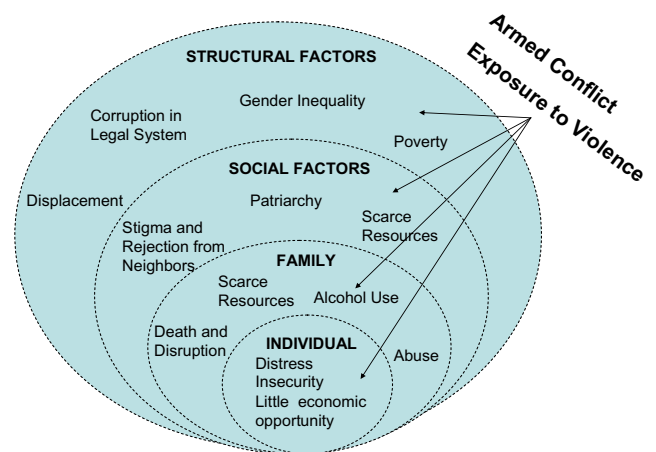 Armed Conflict
Exposure to Violence
STRUCTURAL FACTORS
Gender Inequality
Corruption in
Legal System
Poverty
Displacement
SOCIAL FACTORS
Patriarchy
Scarce
Resources
Stigma and
Rejection from
Neighbors
FAMILY
Scarce
Resources
Alcohol Use
Death and
Disruption
Abuse
INDIVIDUAL
Distress
Insecurity
Little economic
opportunity